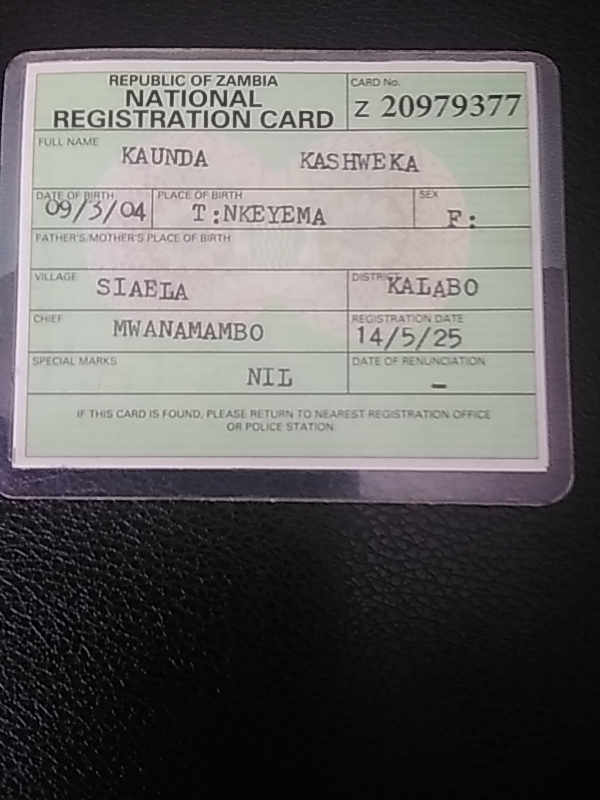 REPUBLIC OF ZAMBIA
NATIONAL
REGISTRATION CARD
CARD No.
Z 20979377
FULL NAME
KAUNDA KASHWEKA
DATE OF BIRTH
09/3/04
PLACE OF BIRTH
T:NKEYEMA
SEX
F:
FATHER'S/MOTHER'S PLACE OF BIRTH
VILLAGE
SIAELA
DISTRICT
KALABO
CHIEF
MWANAMAMBO
REGISTRATION DATE
14/5/25
SPECIAL MARKS
NIL
DATE OF RENUNCIATION
–
IF THIS CARD IS FOUND, PLEASE RETURN TO NEAREST REGISTRATION OFFICE
OR POLICE STATION.